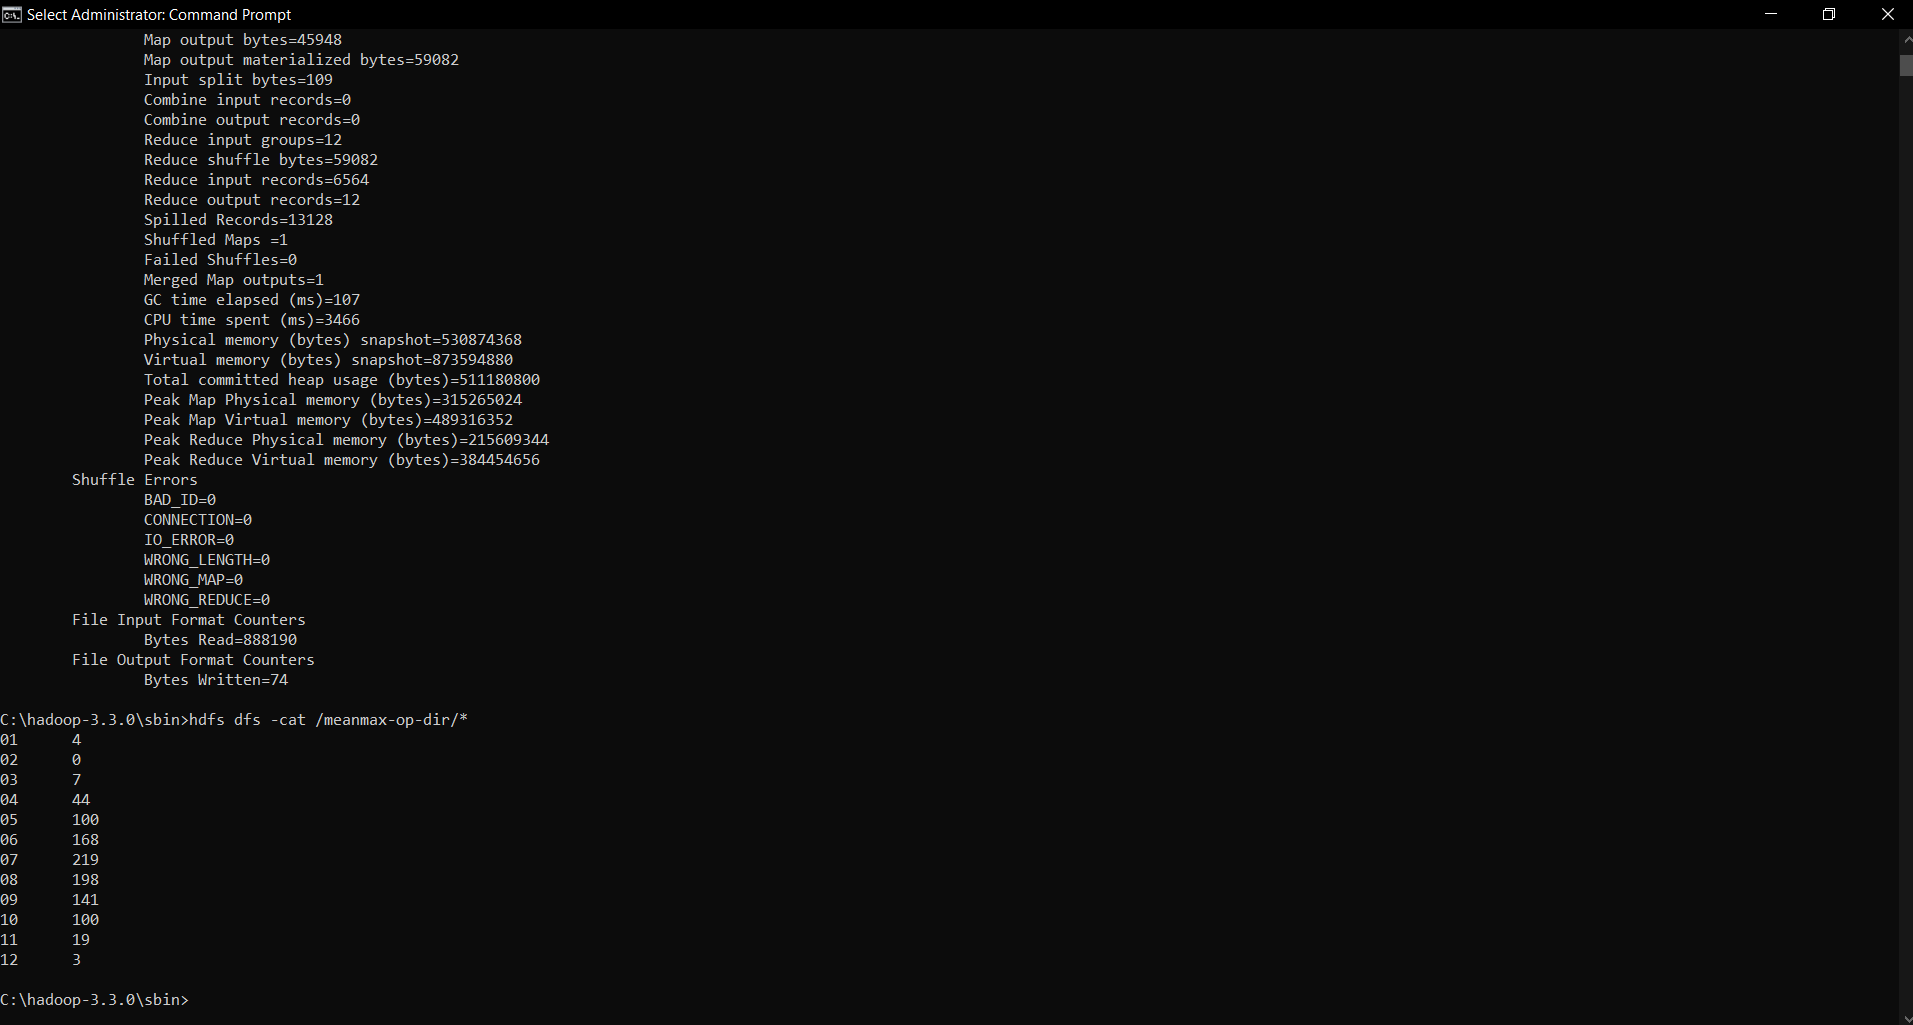 Select Administrator: Command Prompt
Map output bytes=45948
Map output materialized bytes=59082
Input split bytes=109
Combine input records=0
Combine output records=0
Reduce input groups=12
Reduce shuffle bytes=59082
Reduce input records=6564
Reduce output records=12
Spilled Records=13128
Shuffled Maps =1
Failed Shuffles=0
Merged Map outputs=1
GC time elapsed (ms)=107
CPU time spent (ms)=3466
Physical memory (bytes) snapshot=530874368
Virtual memory (bytes) snapshot=873594880
Total committed heap usage (bytes)=511180800
Peak Map Physical memory (bytes)=315265024
Peak Map Virtual memory (bytes)=489316352
Peak Reduce Physical memory (bytes)=215609344
Peak Reduce Virtual memory (bytes)=384454656
Shuffle Errors
BAD_ID=0
CONNECTION=0
IO_ERROR=0
WRONG_LENGTH=0
WRONG_MAP=0
WRONG_REDUCE=0
File Input Format Counters
Bytes Read=888190
File Output Format Counters
Bytes Written=74
C:\hadoop-3.3.0\sbin>hdfs dfs -cat /meanmax-op-dir/*
01 4
02 0
03 7
04 44
05 100
06 168
07 219
08 198
09 141
10 100
11 19
12 3
C:\hadoop-3.3.0\sbin>